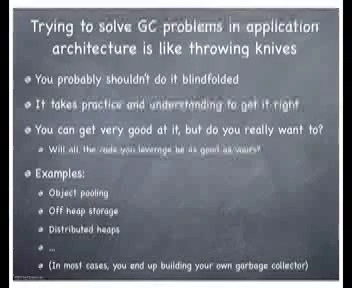 Trying to solve GC problems in application
architecture is like throwing knives
You probably shouldn't do it blindfolded
It takes practice and understanding to get it right
You can get very good at it, but do you really want to?
Will all the code you leverage be as good as yours?
Examples:
Object pooling
Off heap storage
Distributed heaps
...
(In most cases, you end up building your own garbage collector)